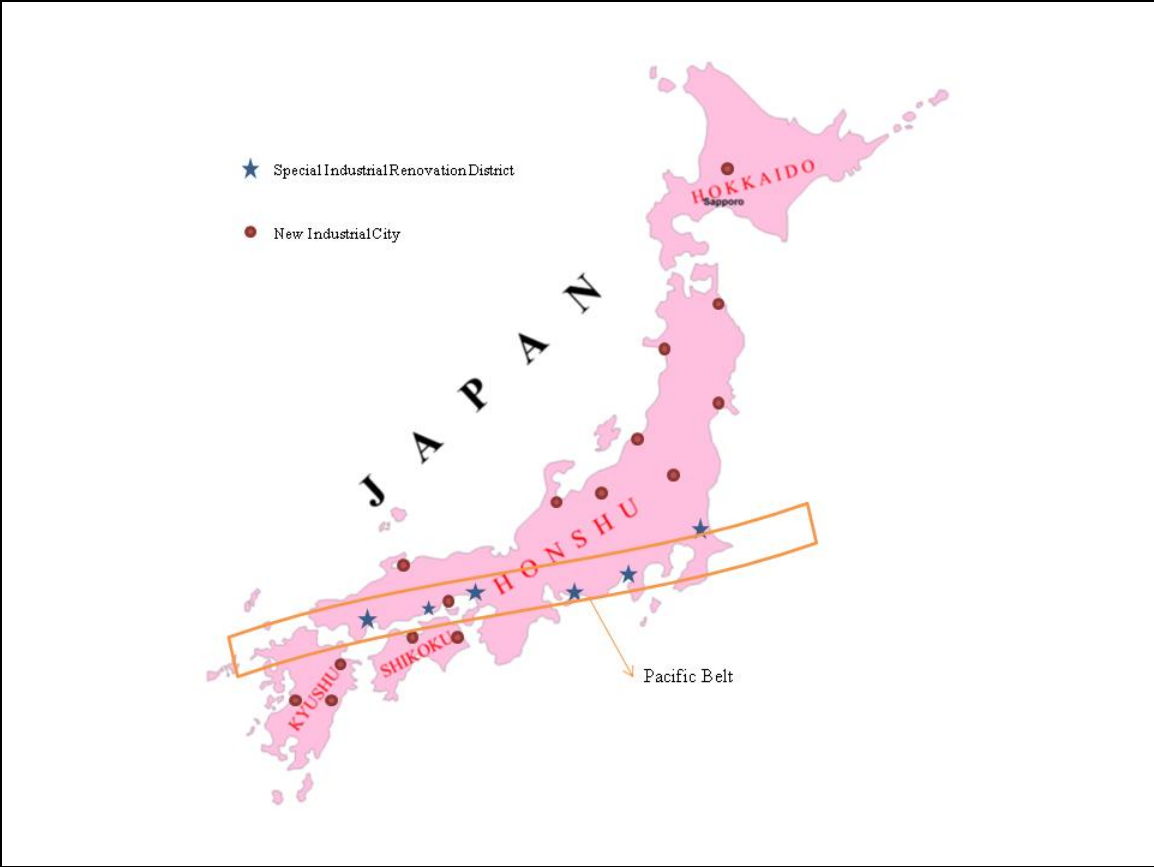 Special Industrial Renovation District
New Industrial City
HOKKAIDO
Sapporo
JAPAN
HONSHU
SHIKOKU
KYUSHU
Pacific Belt